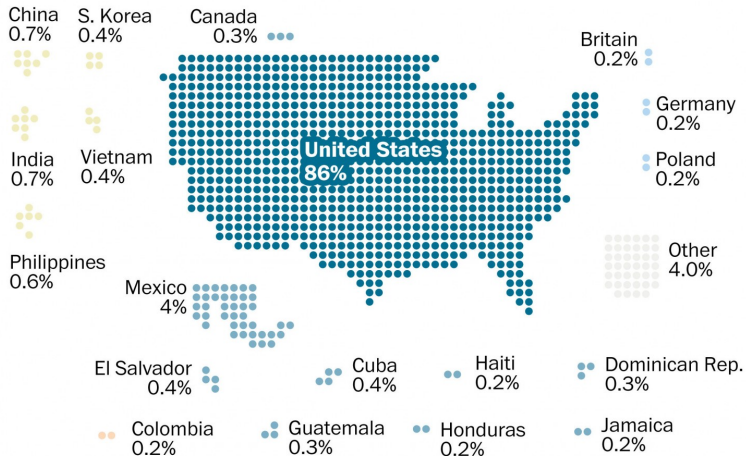 China
0.7%
S. Korea
0.4%
Canada
0.3%
Britain
0.2%
Germany
0.2%
United States
86%
India
0.7%
Vietnam
0.4%
Poland
0.2%
Philippines
0.6%
Other
4.0%
Mexico
4%
El Salvador
0.4%
Cuba
0.4%
Haiti
0.2%
Dominican Rep.
0.3%
Colombia
0.2%
Guatemala
0.3%
Honduras
0.2%
Jamaica
0.2%